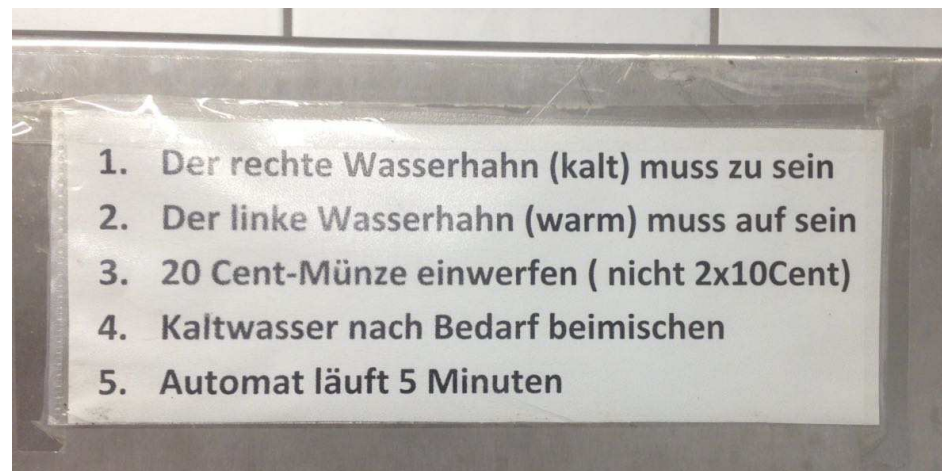 1. Der rechte Wasserhahn (kalt) muss zu sein
2. Der linke Wasserhahn (warm) muss auf sein
3. 20 Cent-Münze einwerfen ( nicht 2x10Cent)
4. Kaltwasser nach Bedarf beimischen
5. Automat läuft 5 Minuten